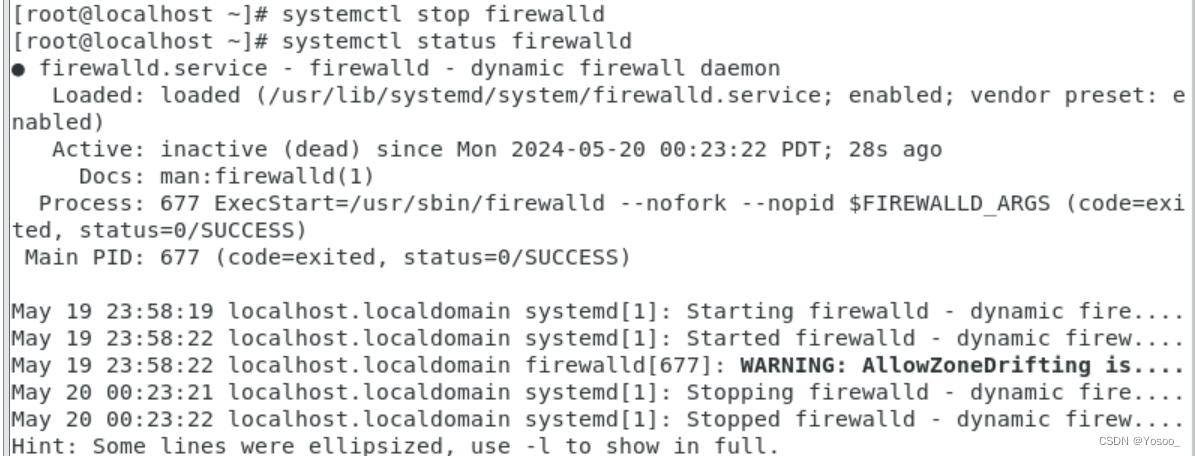 [root@localhost ~]# systemctl stop firewalld
[root@localhost ~]# systemctl status firewalld
● firewalld.service - firewalld - dynamic firewall daemon
   Loaded: loaded (/usr/lib/systemd/system/firewalld.service; enabled; vendor preset: e
nabled)
   Active: inactive (dead) since Mon 2024-05-20 00:23:22 PDT; 28s ago
     Docs: man:firewalld(1)
  Process: 677 ExecStart=/usr/sbin/firewalld --nofork --nopid $FIREWALLD_ARGS (code=exi
ted, status=0/SUCCESS)
 Main PID: 677 (code=exited, status=0/SUCCESS)

May 19 23:58:19 localhost.localdomain systemd[1]: Starting firewalld - dynamic fire....
May 19 23:58:22 localhost.localdomain systemd[1]: Started firewalld - dynamic firew....
May 19 23:58:22 localhost.localdomain firewalld[677]: WARNING: AllowZoneDrifting is....
May 20 00:23:21 localhost.localdomain systemd[1]: Stopping firewalld - dynamic fire....
May 20 00:23:22 localhost.localdomain systemd[1]: Stopped firewalld - dynamic firew....
Hint: Some lines were ellipsized, use -l to show in full.
CSDN @Yosoo_